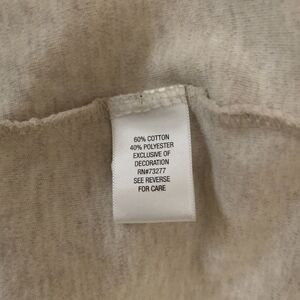 60% COTTON
40% POLYESTER
EXCLUSIVE OF
DECORATION
RN#73277
SEE REVERSE
FOR CARE